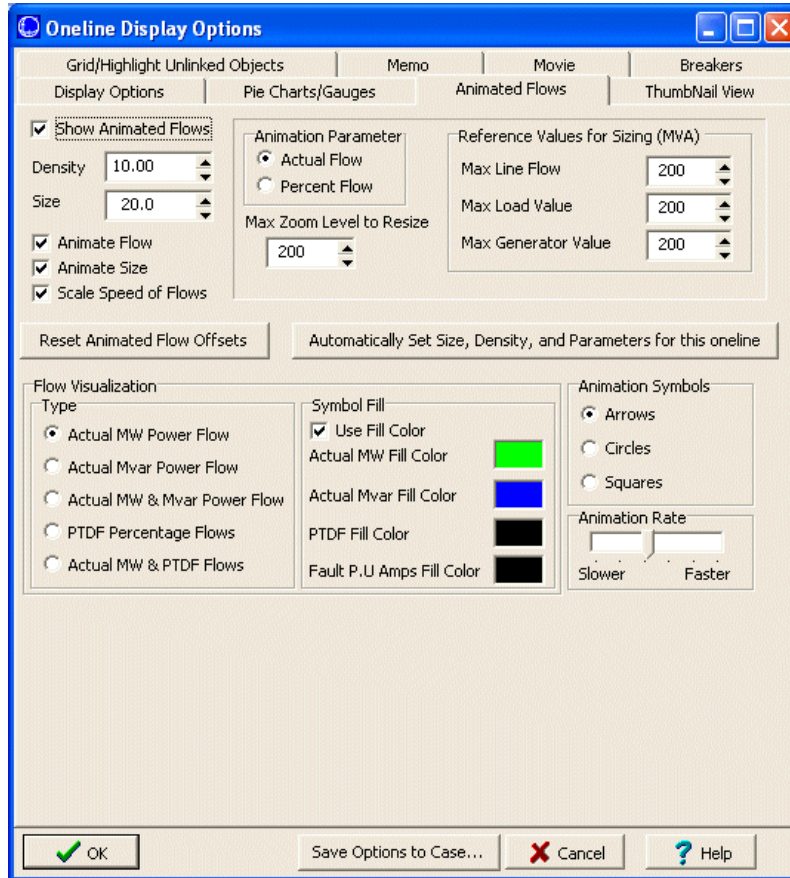 Oneline Display Options
Grid/Highlight Unlinked Objects
Memo
Movie
Breakers
Display Options
Pie Charts/Gauges
Animated Flows
ThumbNail View
Show Animated Flows
Density 10.00
Size 20.0
Animate Flow
Animate Size
Scale Speed of Flows
Animation Parameter
Actual Flow
Percent Flow
Max Zoom Level to Resize
200
Reference Values for Sizing (MVA)
Max Line Flow 200
Max Load Value 200
Max Generator Value 200
Reset Animated Flow Offsets
Automatically Set Size, Density, and Parameters for this oneline
Flow Visualization
Type
Actual MW Power Flow
Actual Mvar Power Flow
Actual MW & Mvar Power Flow
PTDF Percentage Flows
Actual MW & PTDF Flows
Symbol Fill
Use Fill Color
Actual MW Fill Color
Actual Mvar Fill Color
PTDF Fill Color
Fault P.U Amps Fill Color
Animation Symbols
Arrows
Circles
Squares
Animation Rate
Slower Faster
OK
Save Options to Case...
Cancel
? Help